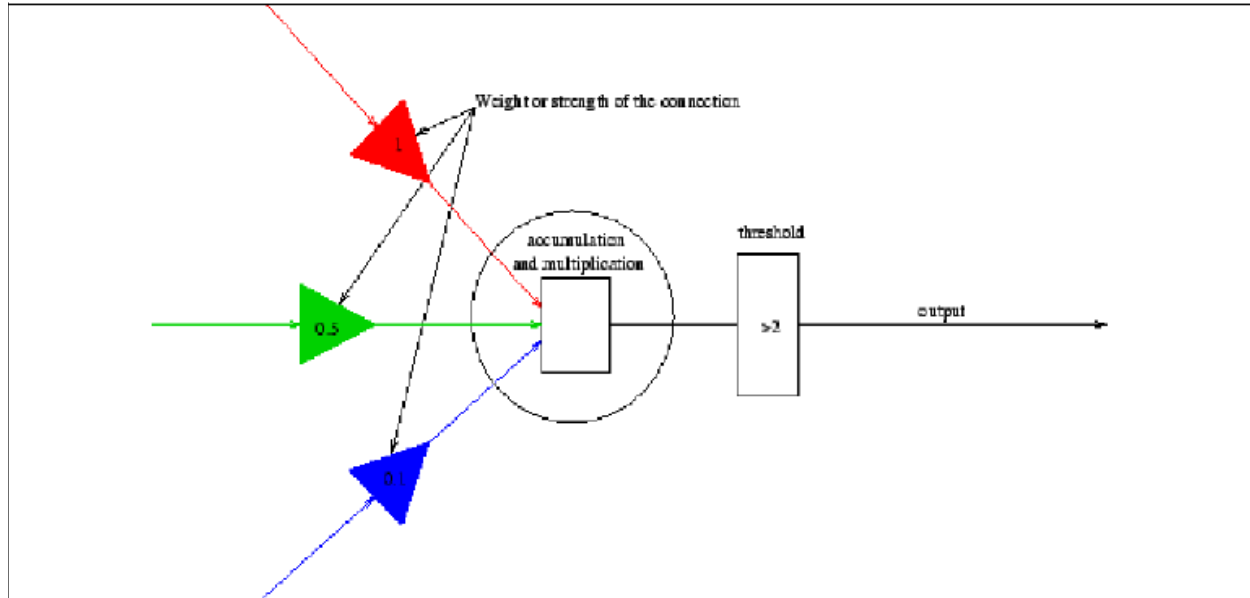 Weight or strength of the connection
1
accumulation
and multiplication
threshold
0.5
>2
output
0.1